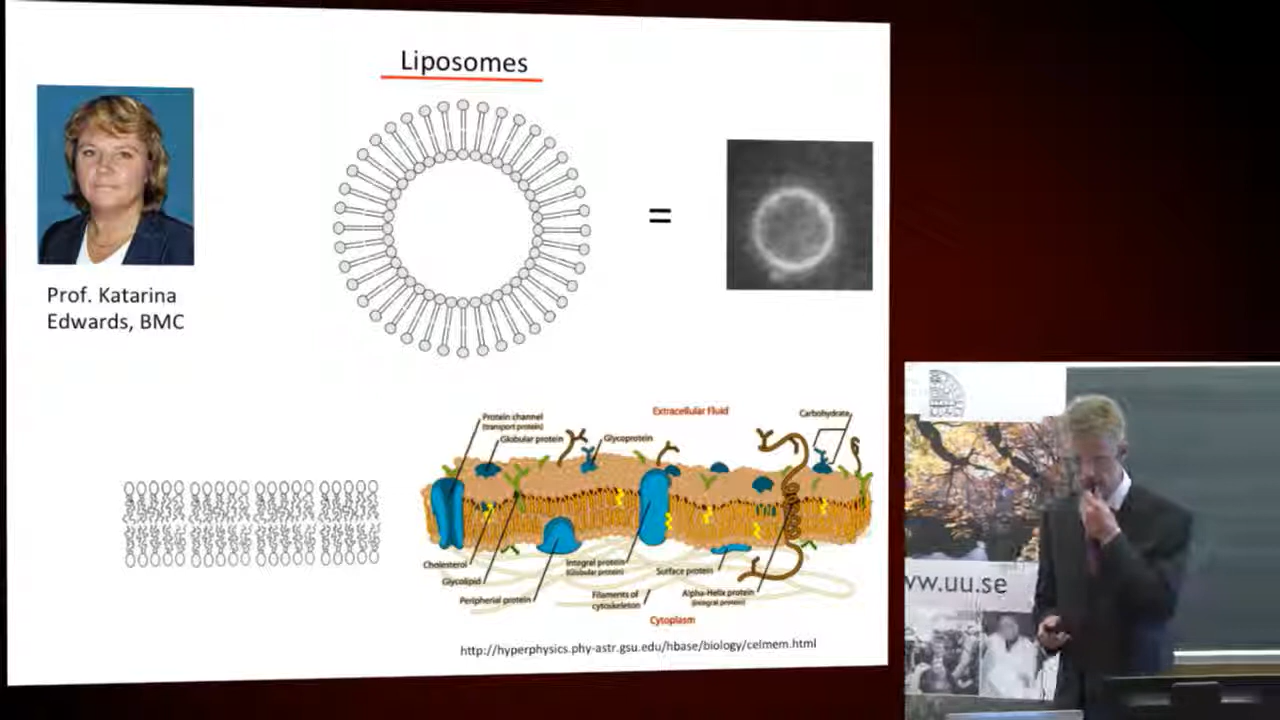 Liposomes
=
Prof. Katarina
Edwards, BMC
Extracellular Fluid
Carbohydrate
Protein channel
(transport protein)
Globular protein
Glycoprotein
Cholesterol
Glycolipid
Peripheral protein
Integral protein
(Globular protein)
Filaments of
cytoskeleton
Surface protein
Alpha-Helix protein
(Integral protein)
Cytoplasm
http://hyperphysics.phy-astr.gsu.edu/hbase/biology/celmem.html
ww.uu.se